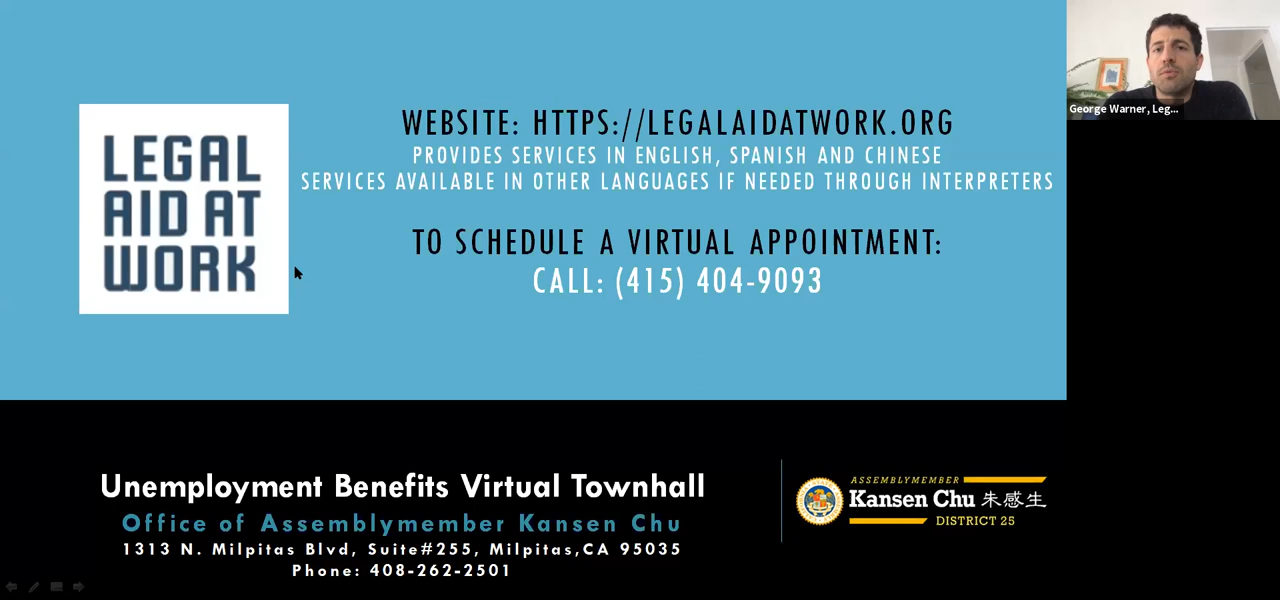 LEGAL
AID AT
WORK
WEBSITE: HTTPS://LEGALAIDATWORK.ORG
PROVIDES SERVICES IN ENGLISH, SPANISH AND CHINESE
SERVICES AVAILABLE IN OTHER LANGUAGES IF NEEDED THROUGH INTERPRETERS
TO SCHEDULE A VIRTUAL APPOINTMENT:
CALL: (415) 404-9093
George Warner, Leg...
Unemployment Benefits Virtual Townhall
Office of Assemblymember Kansen Chu
1313 N. Milpitas Blvd, Suite#255, Milpitas,CA 95035
Phone: 408-262-2501
ASSEMBLYMEMBER
Kansen Chu 朱感生
DISTRICT 25